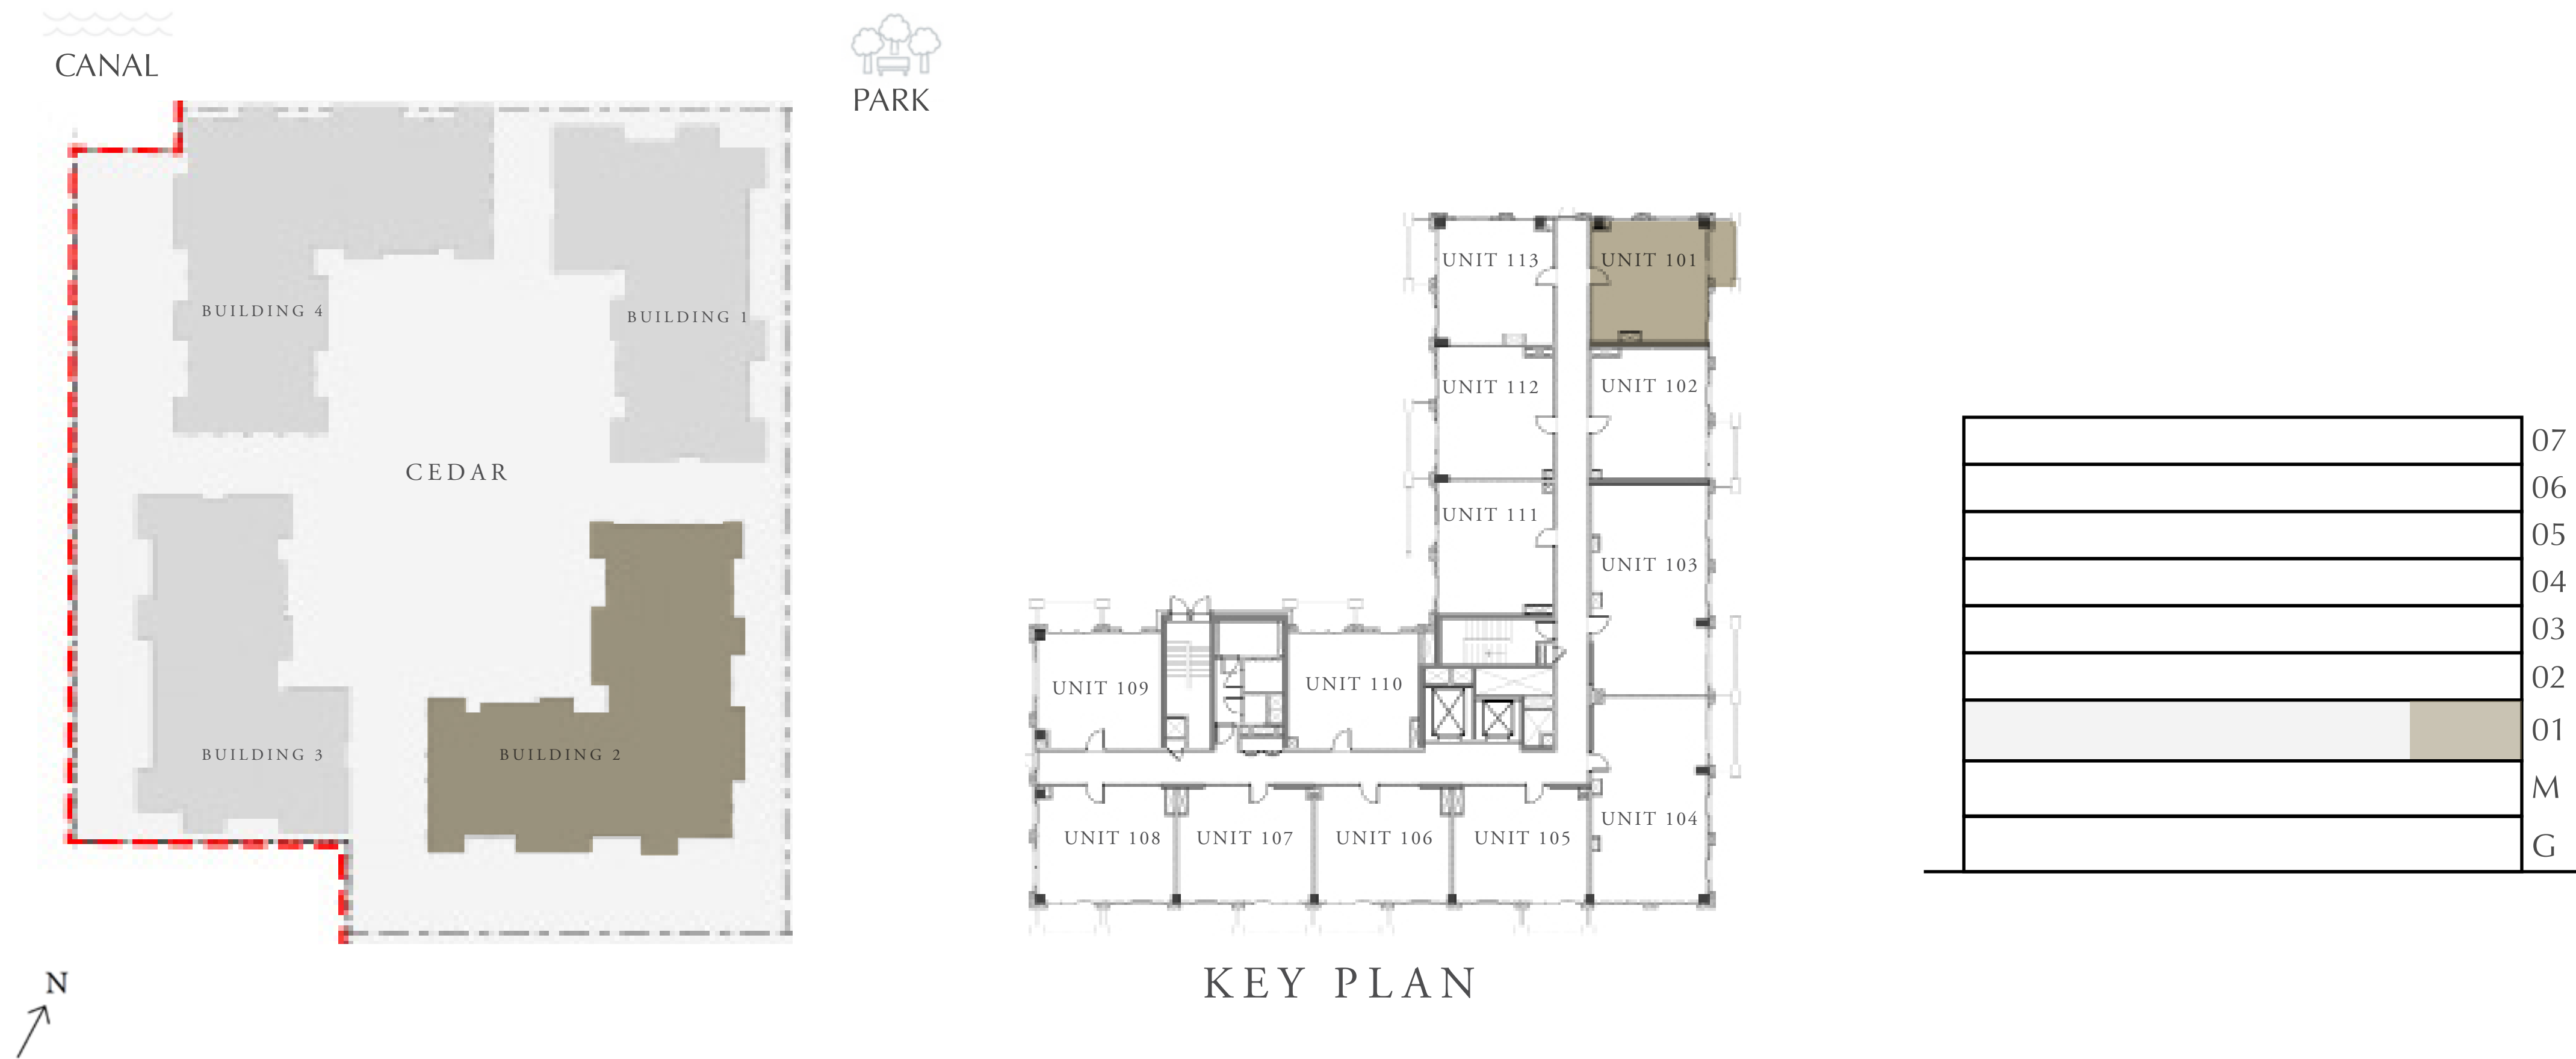 CANAL
PARK
BUILDING 4
BUILDING 1
CEDAR
BUILDING 3
BUILDING 2
N
UNIT 113
UNIT 101
UNIT 112
UNIT 102
UNIT 111
UNIT 103
UNIT 109
UNIT 110
UNIT 108
UNIT 107
UNIT 106
UNIT 105
UNIT 104
KEY PLAN
07
06
05
04
03
02
01
M
G